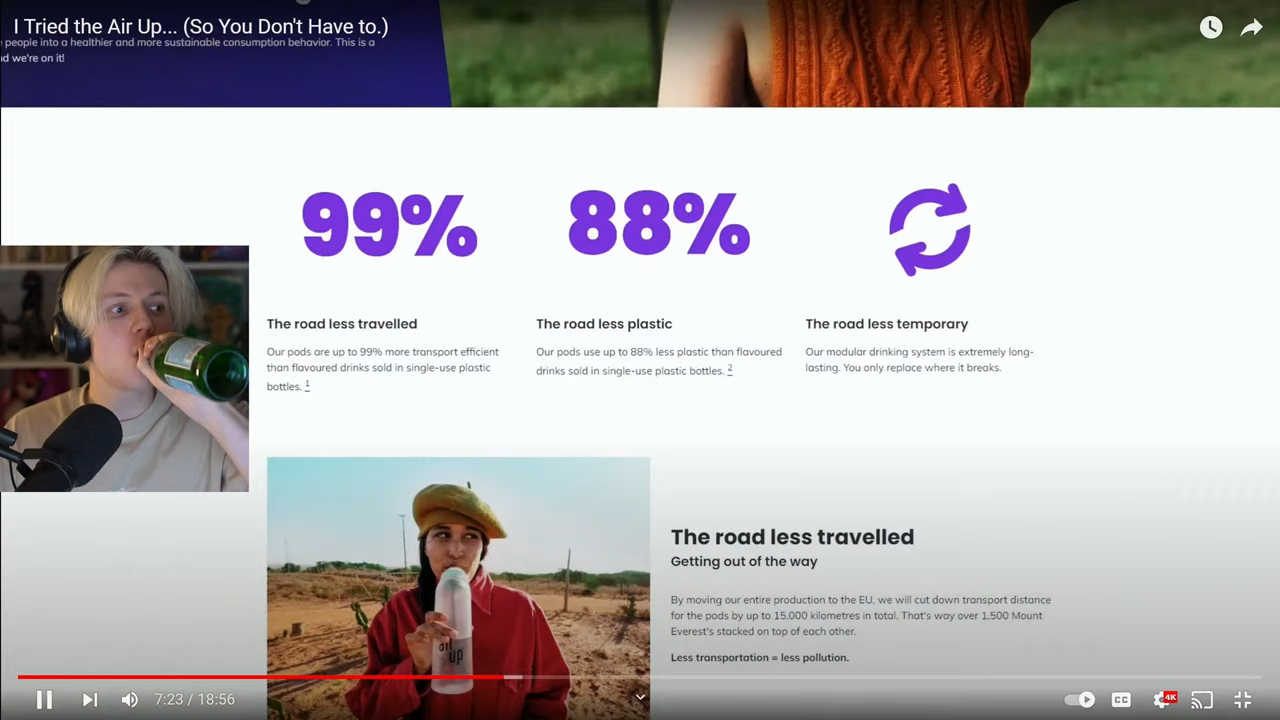 I Tried the Air Up... (So You Don't Have to.)
people into a healthier and more sustainable consumption behavior. This is a
we're on it!
99%
88%
The road less travelled
Our pods are up to 99% more transport efficient
than flavoured drinks sold in single-use plastic
bottles. 1
The road less plastic
Our pods use up to 88% less plastic than flavoured
drinks sold in single-use plastic bottles. 2
The road less temporary
Our modular drinking system is extremely long-
lasting. You only replace where it breaks.
air
up
The road less travelled
Getting out of the way
By moving our entire production to the EU, we will cut down transport distance
for the pods by up to 15,000 kilometres in total. That's way over 1,500 Mount
Everest's stacked on top of each other.
Less transportation = less pollution.
7:23 / 18:56
CC
4K